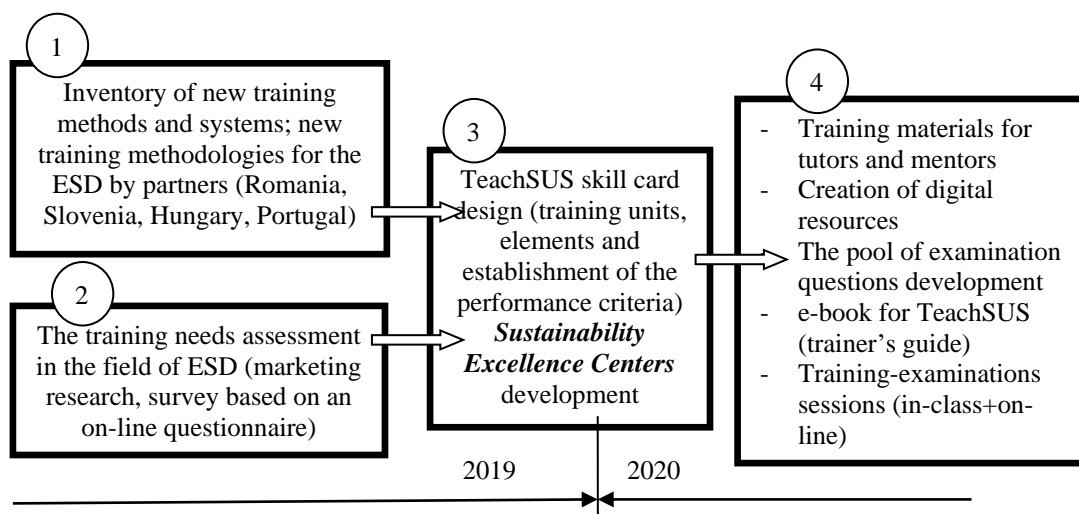 1
Inventory of new training
methods and systems; new
training methodologies for the
ESD by partners (Romania,
Slovenia, Hungary, Portugal)
2
The training needs assessment
in the field of ESD (marketing
research, survey based on an
on-line questionnaire)
3
TeachSUS skill card
design (training units,
elements and
establishment of the
performance criteria)
Sustainability
Excellence Centers
development
4
- Training materials for
tutors and mentors
- Creation of digital
resources
- The pool of examination
questions development
- e-book for TeachSUS
(trainer's guide)
- Training-examinations
sessions (in-class+on-
line)
2019
2020